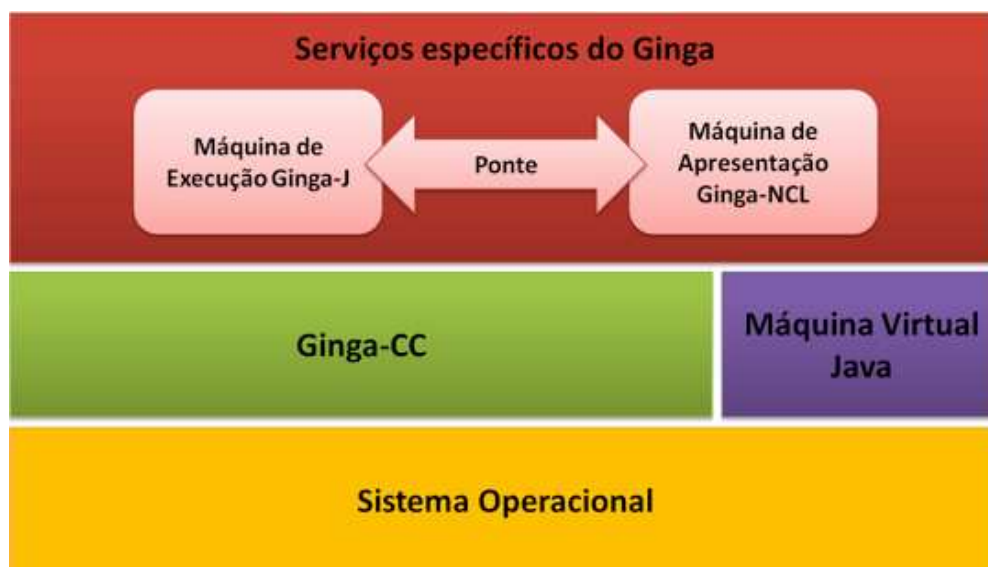 Serviços específicos do Ginga
Máquina de
Execução Ginga-J
Ponte
Máquina de
Apresentação
Ginga-NCL
Ginga-CC
Máquina Virtual
Java
Sistema Operacional